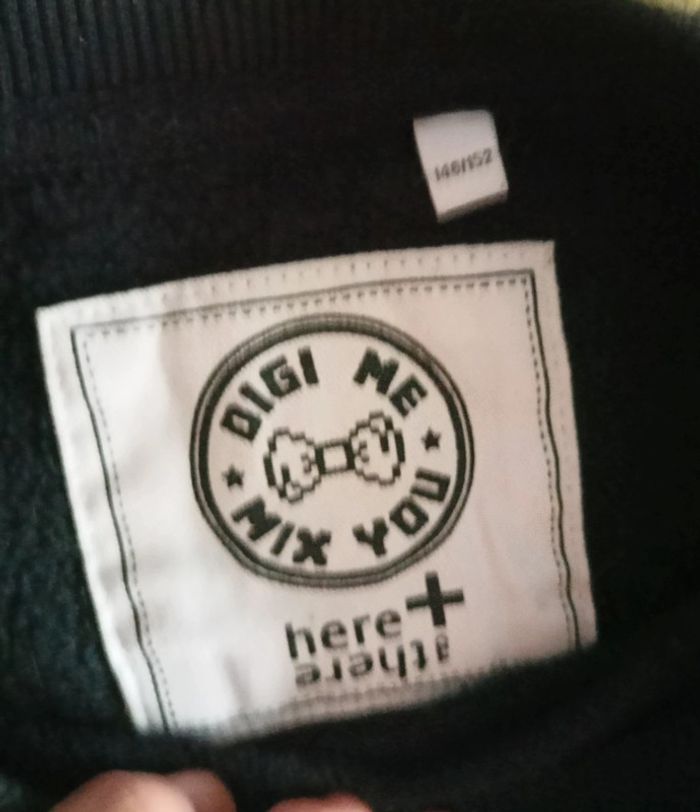 146/152
DIGI ME
MIX YOU
here+
there